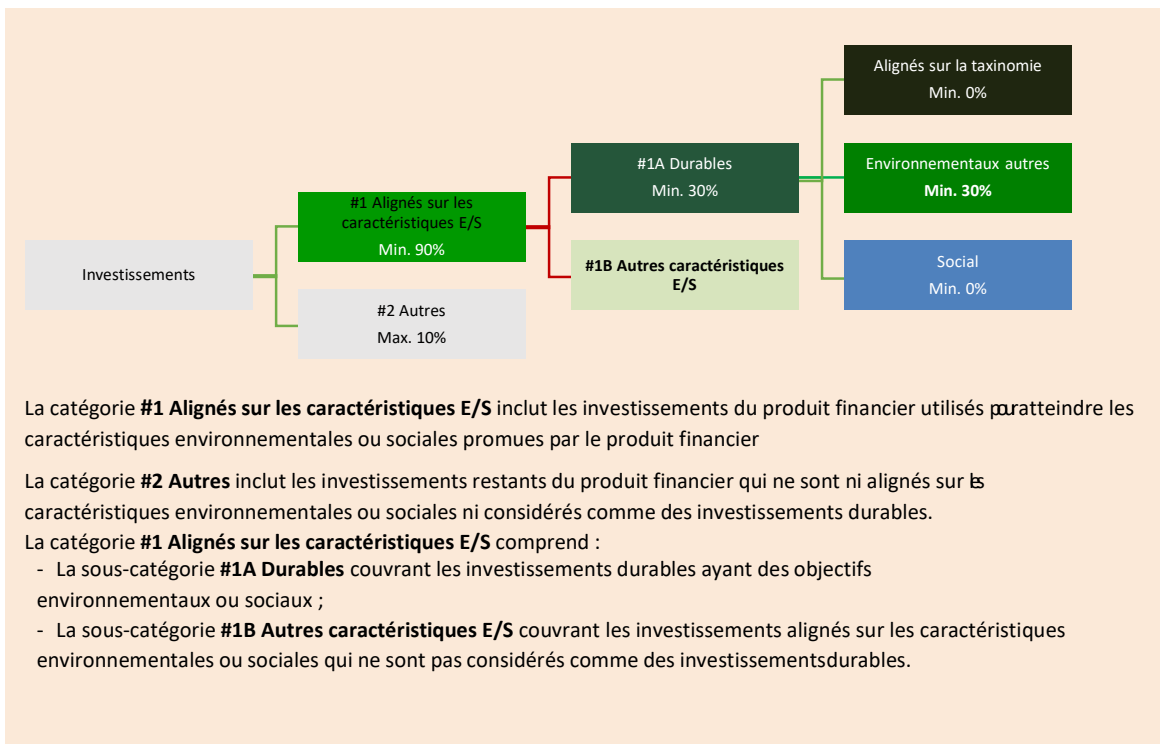 Alignés sur la taxinomie
Min. 0%
#1A Durables
Min. 30%
Environnementaux autres
Min. 30%
#1 Alignés sur les
caractéristiques E/S
Min. 90%
Investissements
#1B Autres caractéristiques
E/S
Social
Min. 0%
#2 Autres
Max. 10%
La catégorie #1 Alignés sur les caractéristiques E/S inclut les investissements du produit financier utilisés pouratteindre les
caractéristiques environnementales ou sociales promues par le produit financier
La catégorie #2 Autres inclut les investissements restants du produit financier qui ne sont ni alignés sur les
caractéristiques environnementales ou sociales ni considérés comme des investissements durables.
La catégorie #1 Alignés sur les caractéristiques E/S comprend :
- La sous-catégorie #1A Durables couvrant les investissements durables ayant des objectifs
environnementaux ou sociaux ;
- La sous-catégorie #1B Autres caractéristiques E/S couvrant les investissements alignés sur les caractéristiques
environnementales ou sociales qui ne sont pas considérés comme des investissementsdurables.